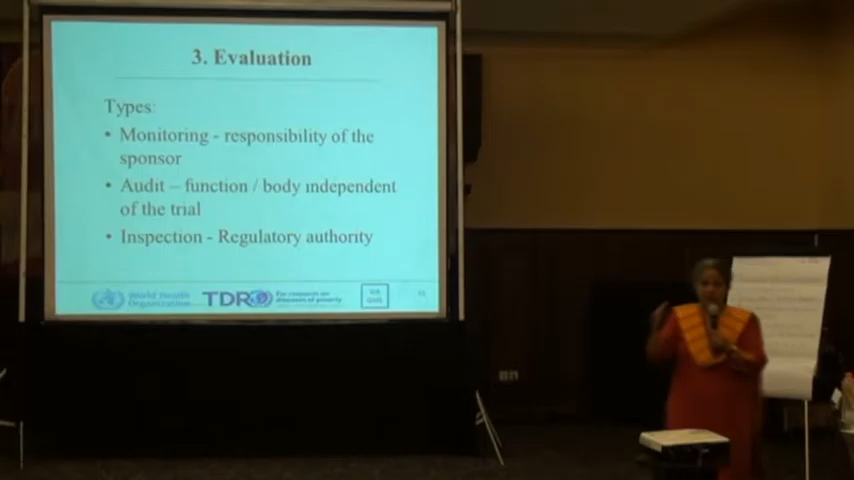 3. Evaluation
Types:
• Monitoring - responsibility of the
sponsor
• Audit – function / body independent
of the trial
• Inspection - Regulatory authority
World Health
Organization
TDR
For research on
diseases of poverty